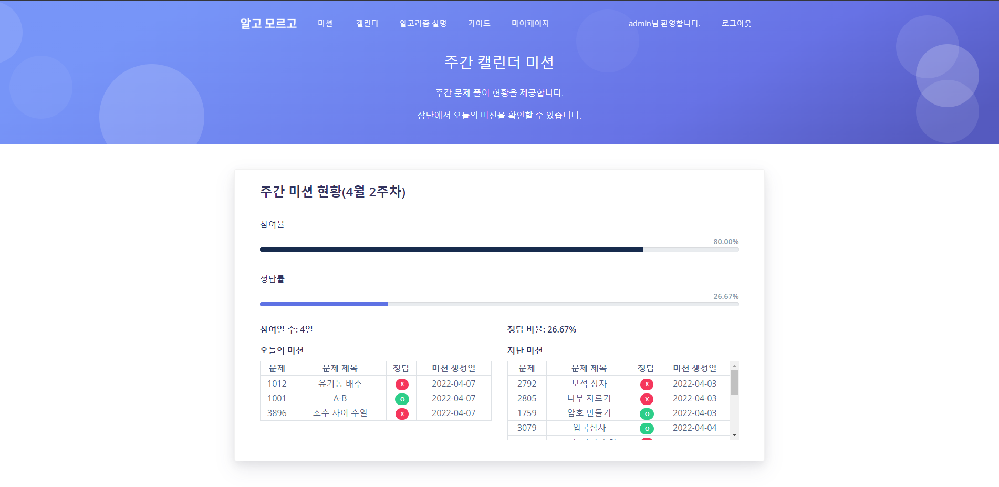 알고 모르고 미션 캘린더 알고리즘 설명 가이드 마이페이지 admin님 환영합니다. 로그아웃
주간 캘린더 미션
주간 문제 풀이 현황을 제공합니다.
상단에서 오늘의 미션을 확인할 수 있습니다.
주간 미션 현황(4월 2주차)
참여율
80.00%
정답률
26.67%
참여일 수: 4일
오늘의 미션
문제 문제 제목 정답 미션 생성일
1012 유기농 배추 X 2022-04-07
1001 A-B O 2022-04-07
3896 소수 사이 수열 X 2022-04-07
정답 비율: 26.67%
지난 미션
문제 문제 제목 정답 미션 생성일
2792 보석 상자 X 2022-04-03
2805 나무 자르기 X 2022-04-03
1759 암호 만들기 O 2022-04-03
3079 입국심사 O 2022-04-04